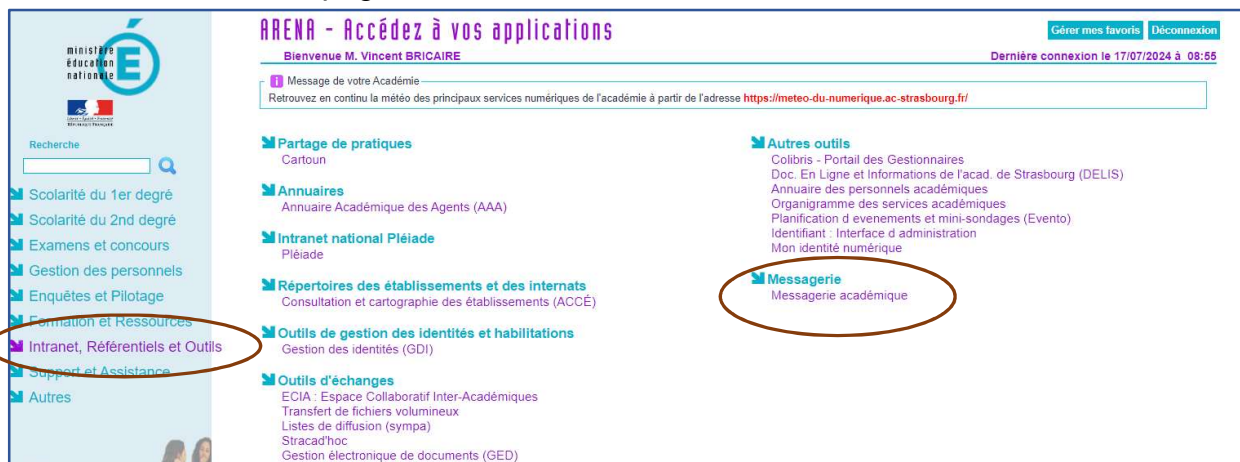 ministère
éducation
nationale
Recherche
Scolarité du 1er degré
Scolarité du 2nd degré
Examens et concours
Gestion des personnels
Enquêtes et Pilotage
Formation et Ressources
Intranet, Référentiels et Outils
Support et Assistance
Autres
ARENA - Accédez à vos applications
Gérer mes favoris Déconnexion
Bienvenue M. Vincent BRICAIRE
Dernière connexion le 17/07/2024 à 08:55
Message de votre Académie
Retrouvez en continu la météo des principaux services numériques de l'académie à partir de l'adresse https://meteo-du-numerique.ac-strasbourg.fr/
Partage de pratiques
Cartoun
Annuaires
Annuaire Académique des Agents (AAA)
Intranet national Pléiade
Pléiade
Répertoires des établissements et des internats
Consultation et cartographie des établissements (ACCÉ)
Outils de gestion des identités et habilitations
Gestion des identités (GDI)
Outils d'échanges
ECIA : Espace Collaboratif Inter-Académiques
Transfert de fichiers volumineux
Listes de diffusion (sympa)
Stracad'hoc
Gestion électronique de documents (GED)
Autres outils
Colibris - Portail des Gestionnaires
Doc. En Ligne et Informations de l'acad. de Strasbourg (DELIS)
Annuaire des personnels académiques
Organigramme des services académiques
Planification d evenements et mini-sondages (Evento)
Identifiant : Interface d administration
Mon identité numérique
Messagerie
Messagerie académique